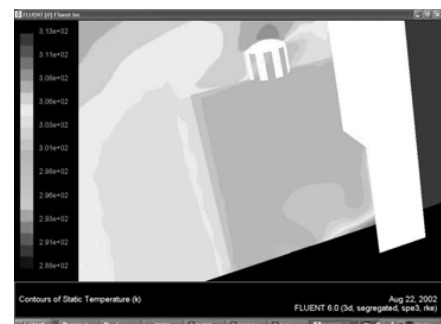 FLUENT [0] Fluent Inc
3.13e+02
3.11e+02
3.08e+02
3.06e+02
3.03e+02
3.01e+02
2.98e+02
2.96e+02
2.93e+02
2.91e+02
2.88e+02
Contours of Static Temperature (k)
Aug 22, 2002
FLUENT 6.0 (3d, segregated, spe3, rke)